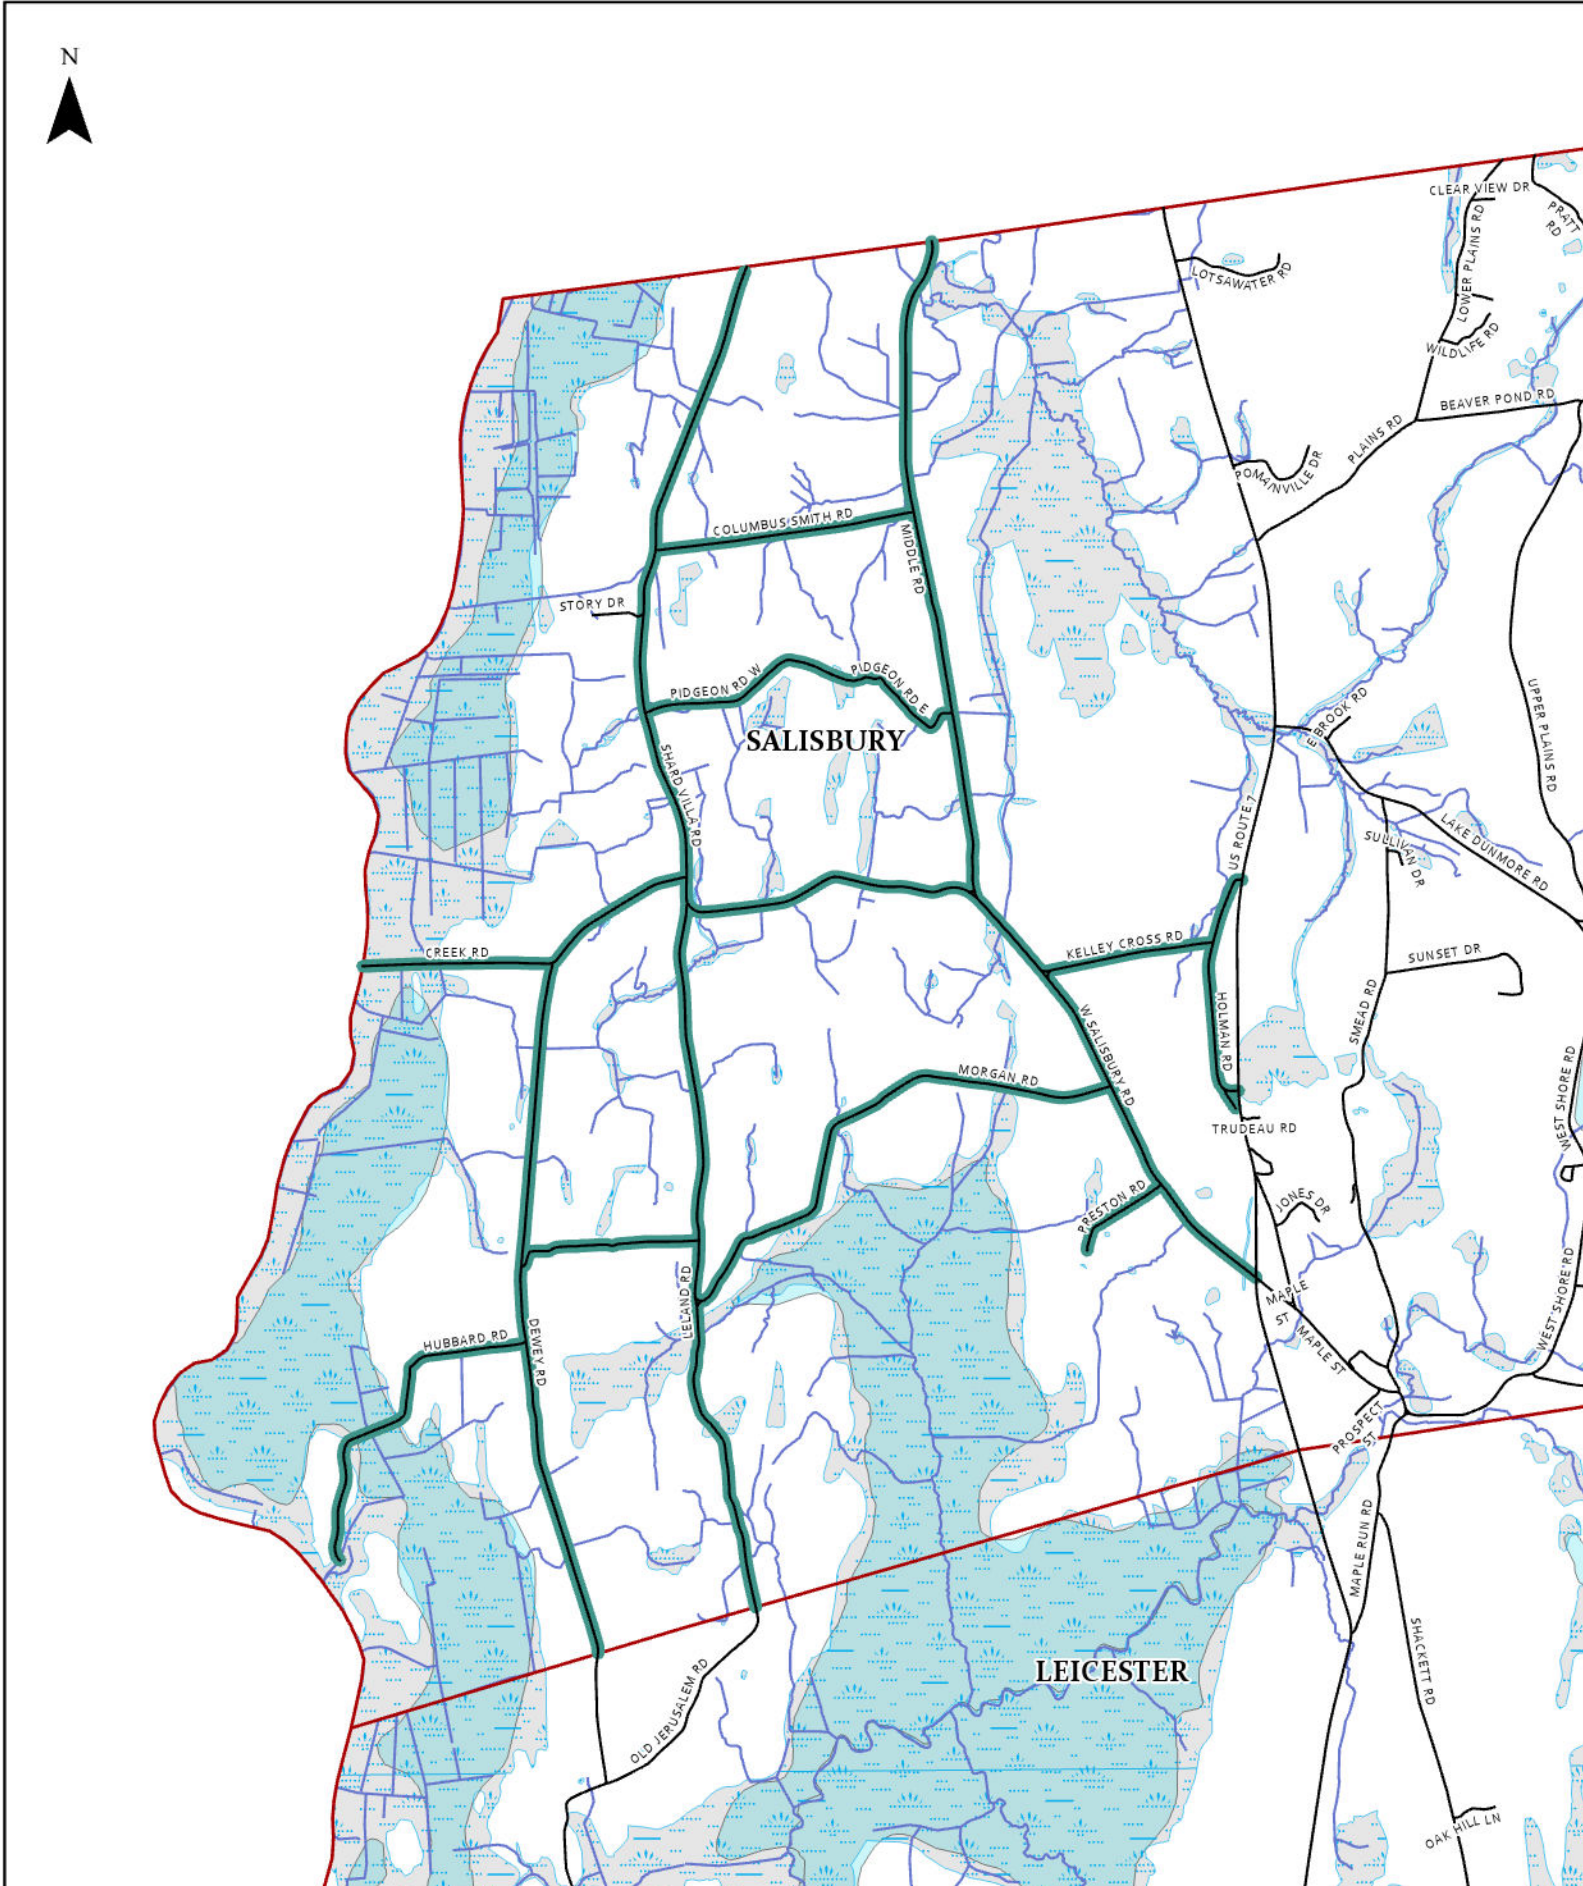 N
CLEAR VIEW DR
PRATT
RD
LOWER PLAINS RD
LOTSAWATER RD
WILDLIFE RD
BEAVER POND RD
PLAINS RD
POMAINVILLE DR
COLUMBUS SMITH RD
MIDDLE RD
STORY DR
PIDGEON RD W
PIDGEON RD E
SALISBURY
SHARD VILLA RD
BROOK RD
UPPER PLAINS RD
US ROUTE 7
SULLIVAN DR
LAKE DUNMORE RD
CREEK RD
KELLEY CROSS RD
SUNSET DR
HOLMAN RD
SMEAD RD
W SALISBURY RD
MORGAN RD
WEST SHORE RD
TRUDEAU RD
PRESTON RD
JONES DR
WEST SHORE RD
LELAND RD
MAPLE
ST
MAPLE ST
HUBBARD RD
DEWEY RD
PROSPECT
ST
MAPLE RUN RD
LEICESTER
OLD JERUSALEM RD
SHACKETT RD
OAK HILL LN